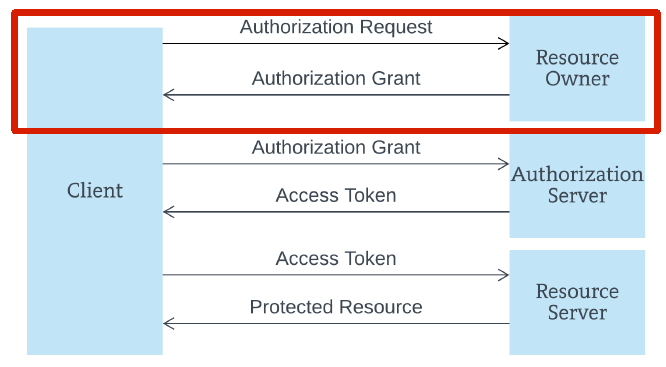 Authorization Request
Resource
Owner
Authorization Grant
Authorization Grant
Client
Authorization
Server
Access Token
Access Token
Resource
Server
Protected Resource